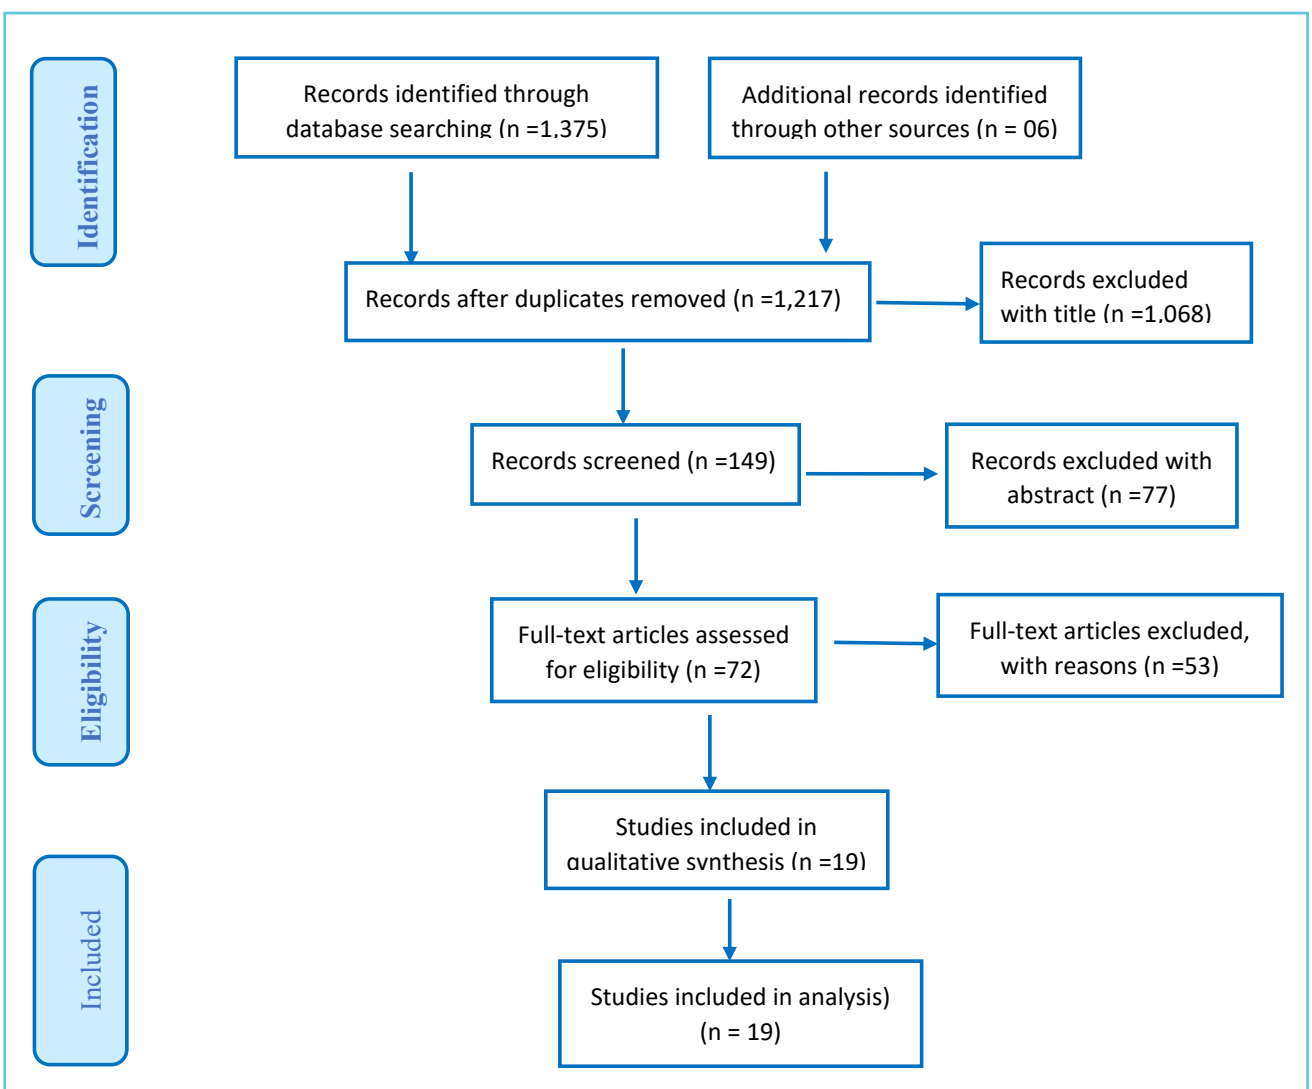 Identification
Records identified through
database searching (n =1,375)
Additional records identified
through other sources (n = 06)
Records after duplicates removed (n =1,217)
Records excluded
with title (n =1,068)
Screening
Records screened (n =149)
Records excluded with
abstract (n =77)
Eligibility
Full-text articles assessed
for eligibility (n =72)
Full-text articles excluded,
with reasons (n =53)
Included
Studies included in
qualitative synthesis (n =19)
Studies included in analysis)
(n = 19)